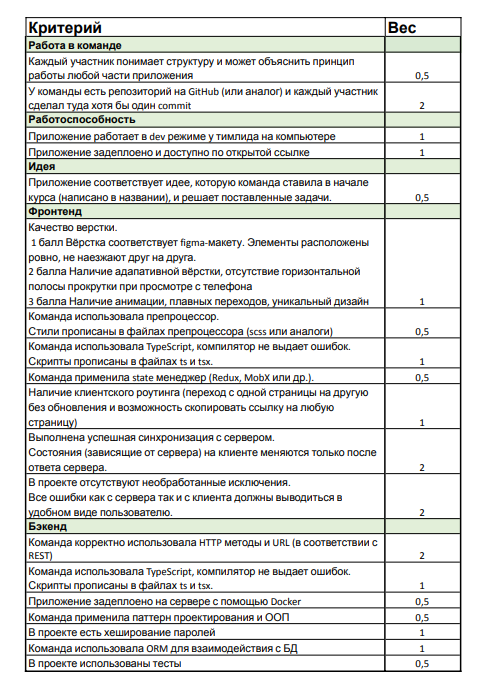 Критерий Вес
Работа в команде
Каждый участник понимает структуру и может объяснить принцип
работы любой части приложения 0,5
У команды есть репозиторий на GitHub (или аналог) и каждый участник
сделал туда хотя бы один commit 2
Работоспособность
Приложение работает в dev режиме у тимлида на компьютере 1
Приложение задеплоено и доступно по открытой ссылке 1
Идея
Приложение соответствует идее, которую команда ставила в начале
курса (написано в названии), и решает поставленные задачи. 0,5
Фронтенд
Качество верстки.
1 балл Вёрстка соответствует figma-макету. Элементы расположены
ровно, не наезжают друг на друга.
2 балла Наличие адапативной вёрстки, отсутствие горизонтальной
полосы прокрутки при просмотре с телефона
3 балла Наличие анимации, плавных переходов, уникальный дизайн 1
Команда использовала препроцессор.
Стили прописаны в файлах препроцессора (scss или аналоги) 0,5
Команда использовала TypeScript, компилятор не выдает ошибок.
Скрипты прописаны в файлах ts и tsx. 1
Команда применила state менеджер (Redux, MobX или др.). 0,5
Наличие клиентского роутинга (переход с одной страницы на другую
без обновления и возможность скопировать ссылку на любую
страницу) 1
Выполнена успешная синхронизация с сервером.
Состояния (зависящие от сервера) на клиенте меняются только после
ответа сервера. 2
В проекте отсутствуют необработанные исключения.
Все ошибки как с сервера так и с клиента должны выводиться в
удобном виде пользователю. 2
Бэкенд
Команда корректно использовала HTTP методы и URL (в соответствии с
REST) 2
Команда использовала TypeScript, компилятор не выдает ошибок.
Скрипты прописаны в файлах ts и tsx. 1
Приложение задеплоено на сервере с помощью Docker 0,5
Команда применила паттерн проектирования и ООП 0,5
В проекте есть хеширование паролей 1
Команда использовала ORM для взаимодействия с БД 1
В проекте использованы тесты 0,5